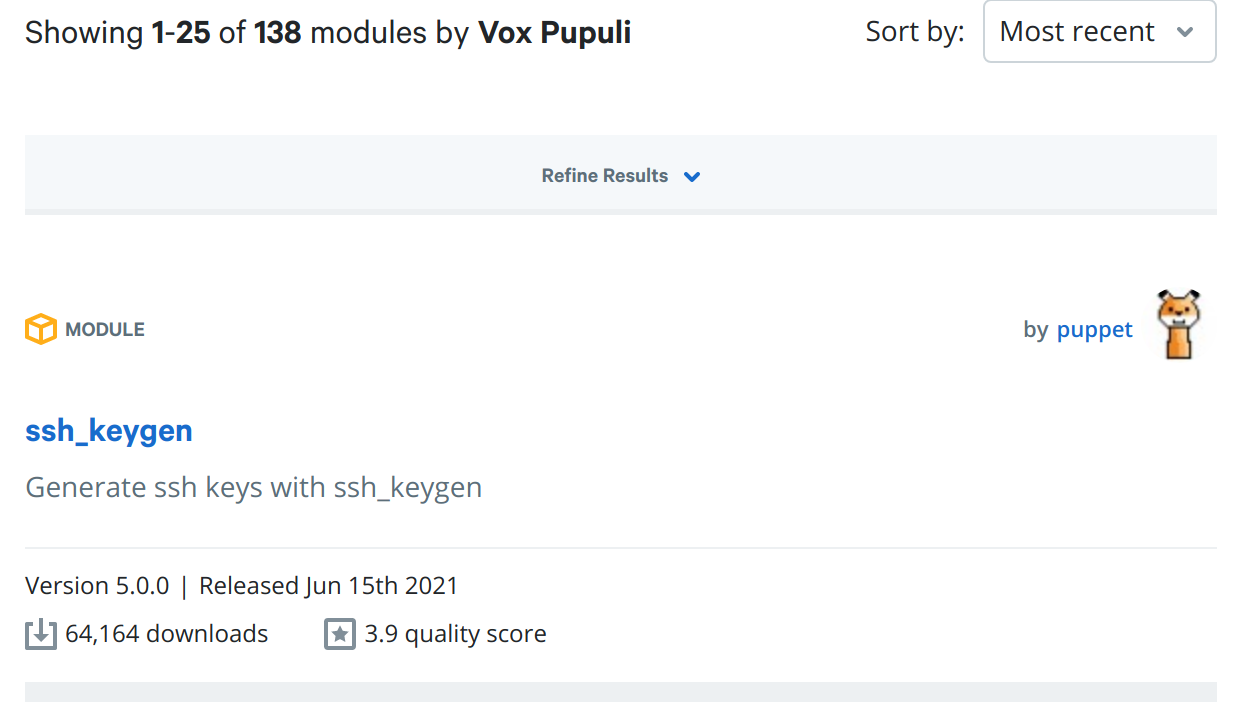 Showing 1-25 of 138 modules by Vox Pupuli
Sort by: Most recent
Refine Results
MODULE
by puppet
ssh_keygen
Generate ssh keys with ssh_keygen
Version 5.0.0 | Released Jun 15th 2021
64,164 downloads 3.9 quality score